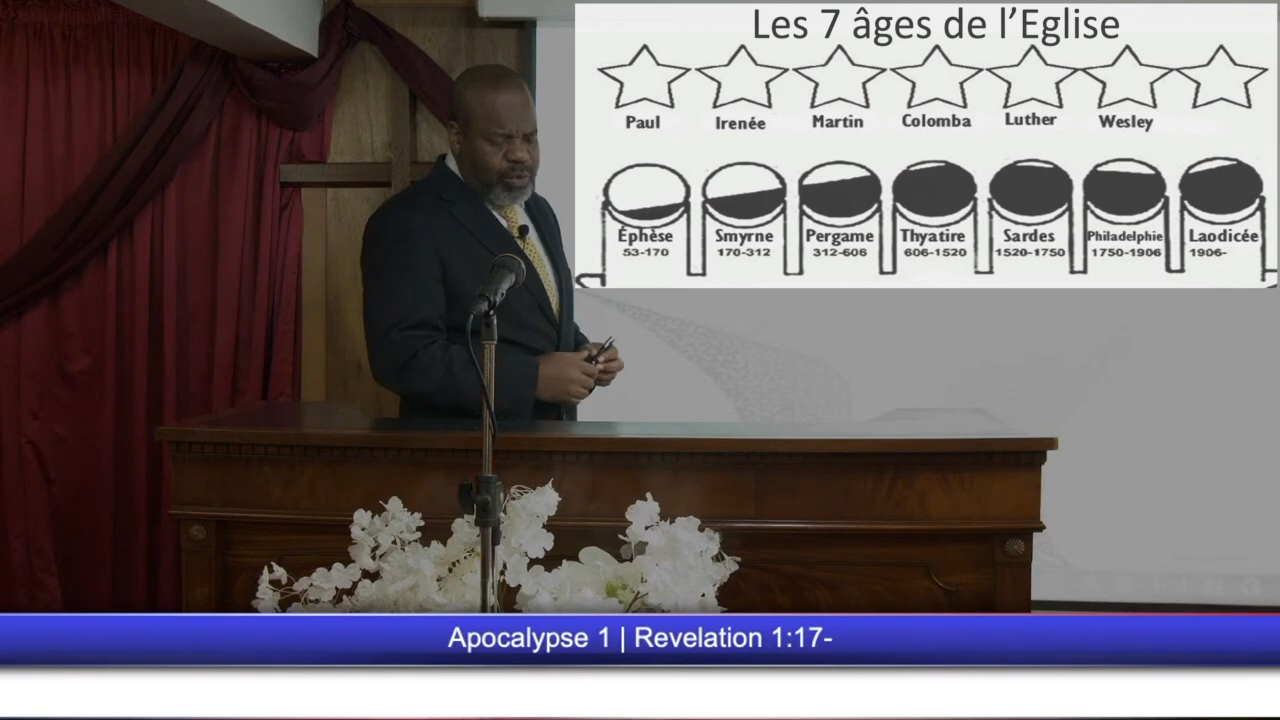 Les 7 âges de l’Eglise
Paul Irenée Martin Colomba Luther Wesley
Éphèse Smyrne Pergame Thyatire Sardes Philadelphie Laodicée
53-170 170-312 312-606 606-1520 1520-1750 1750-1906 1906-
Apocalypse 1 | Revelation 1:17-